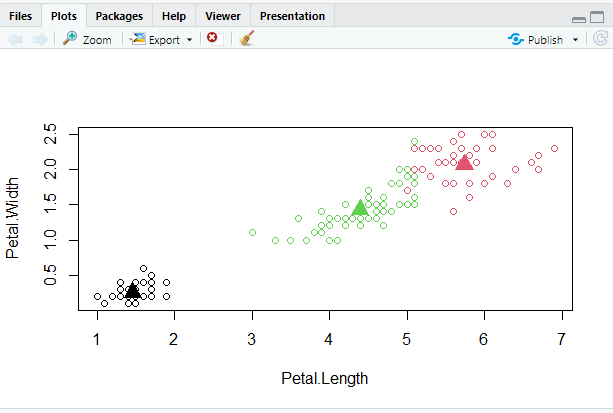 Files Plots Packages Help Viewer Presentation
Zoom Export Publish
2.5
2.0
1.5
1.0
0.5
Petal.Width
1 2 3 4 5 6 7
Petal.Length